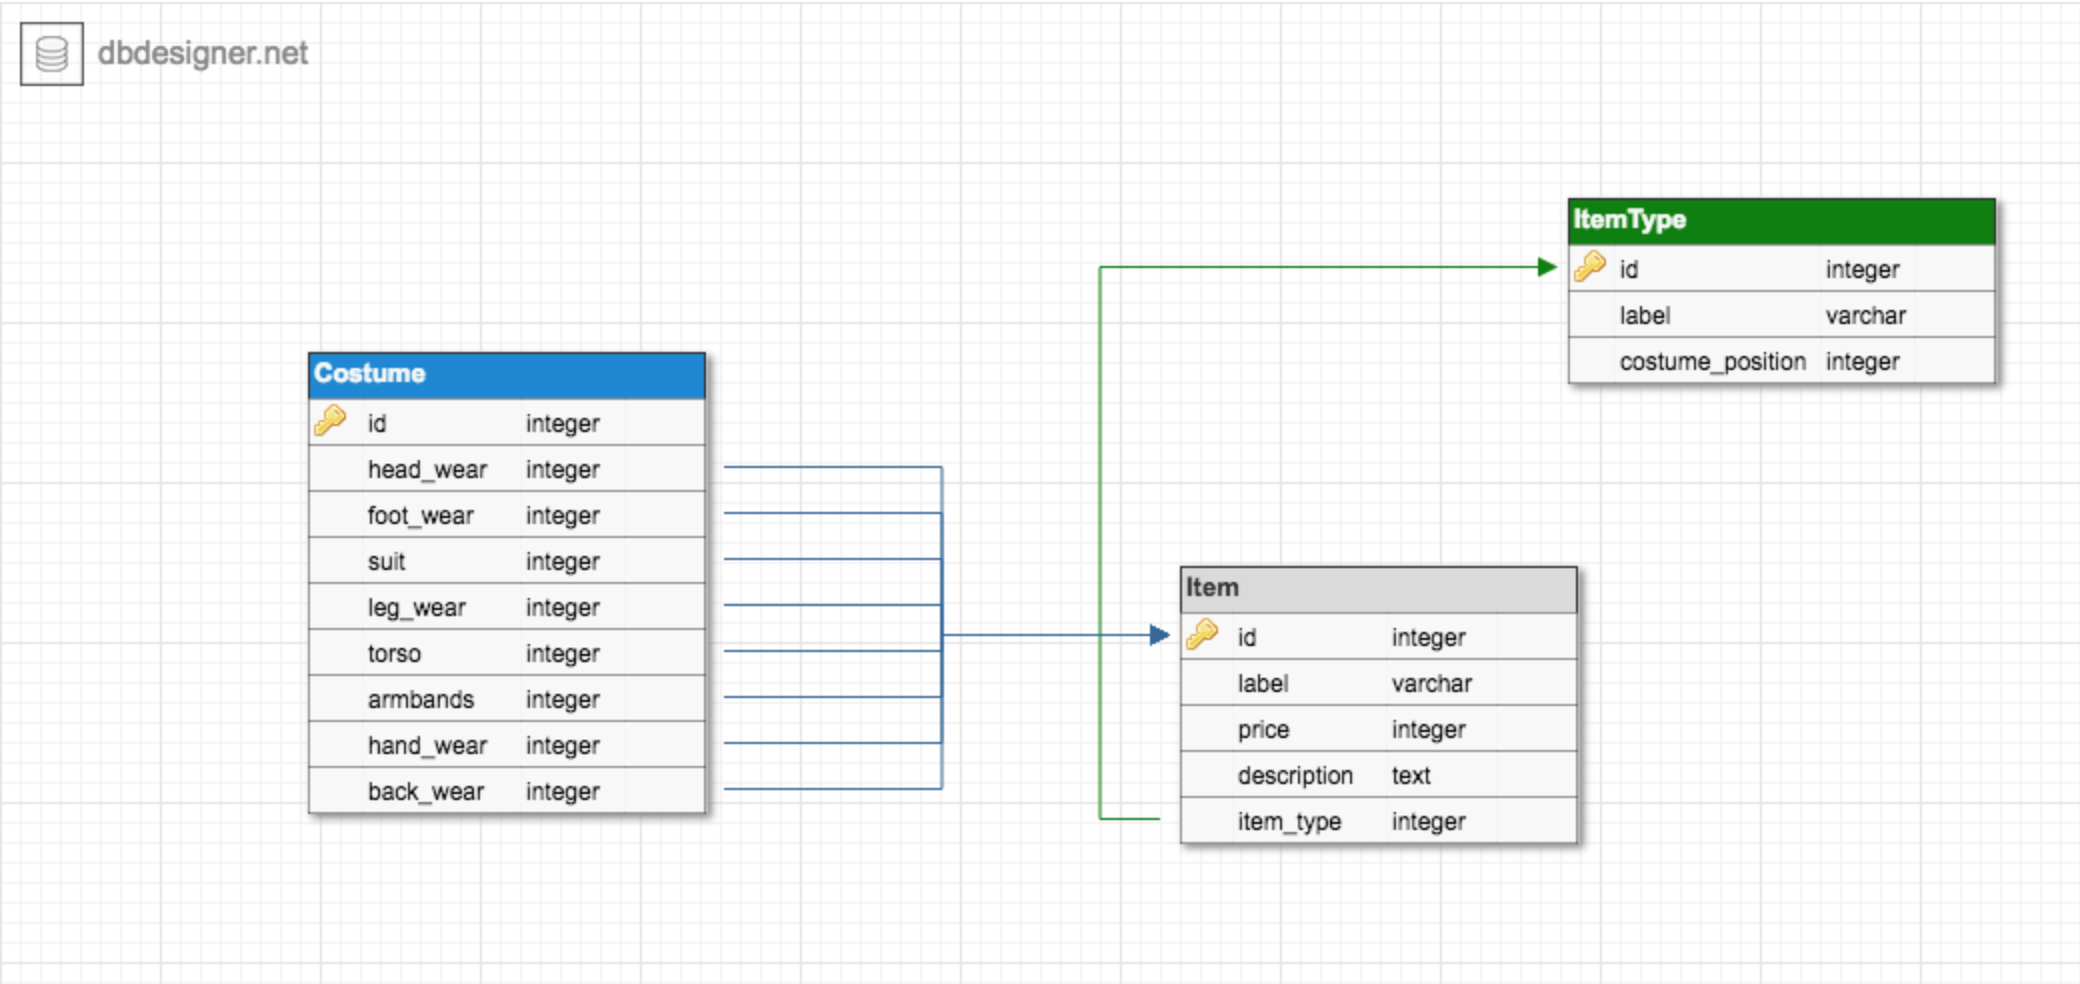 dbdesigner.net
Costume
id integer
head_wear integer
foot_wear integer
suit integer
leg_wear integer
torso integer
armbands integer
hand_wear integer
back_wear integer
ItemType
id integer
label varchar
costume_position integer
Item
id integer
label varchar
price integer
description text
item_type integer